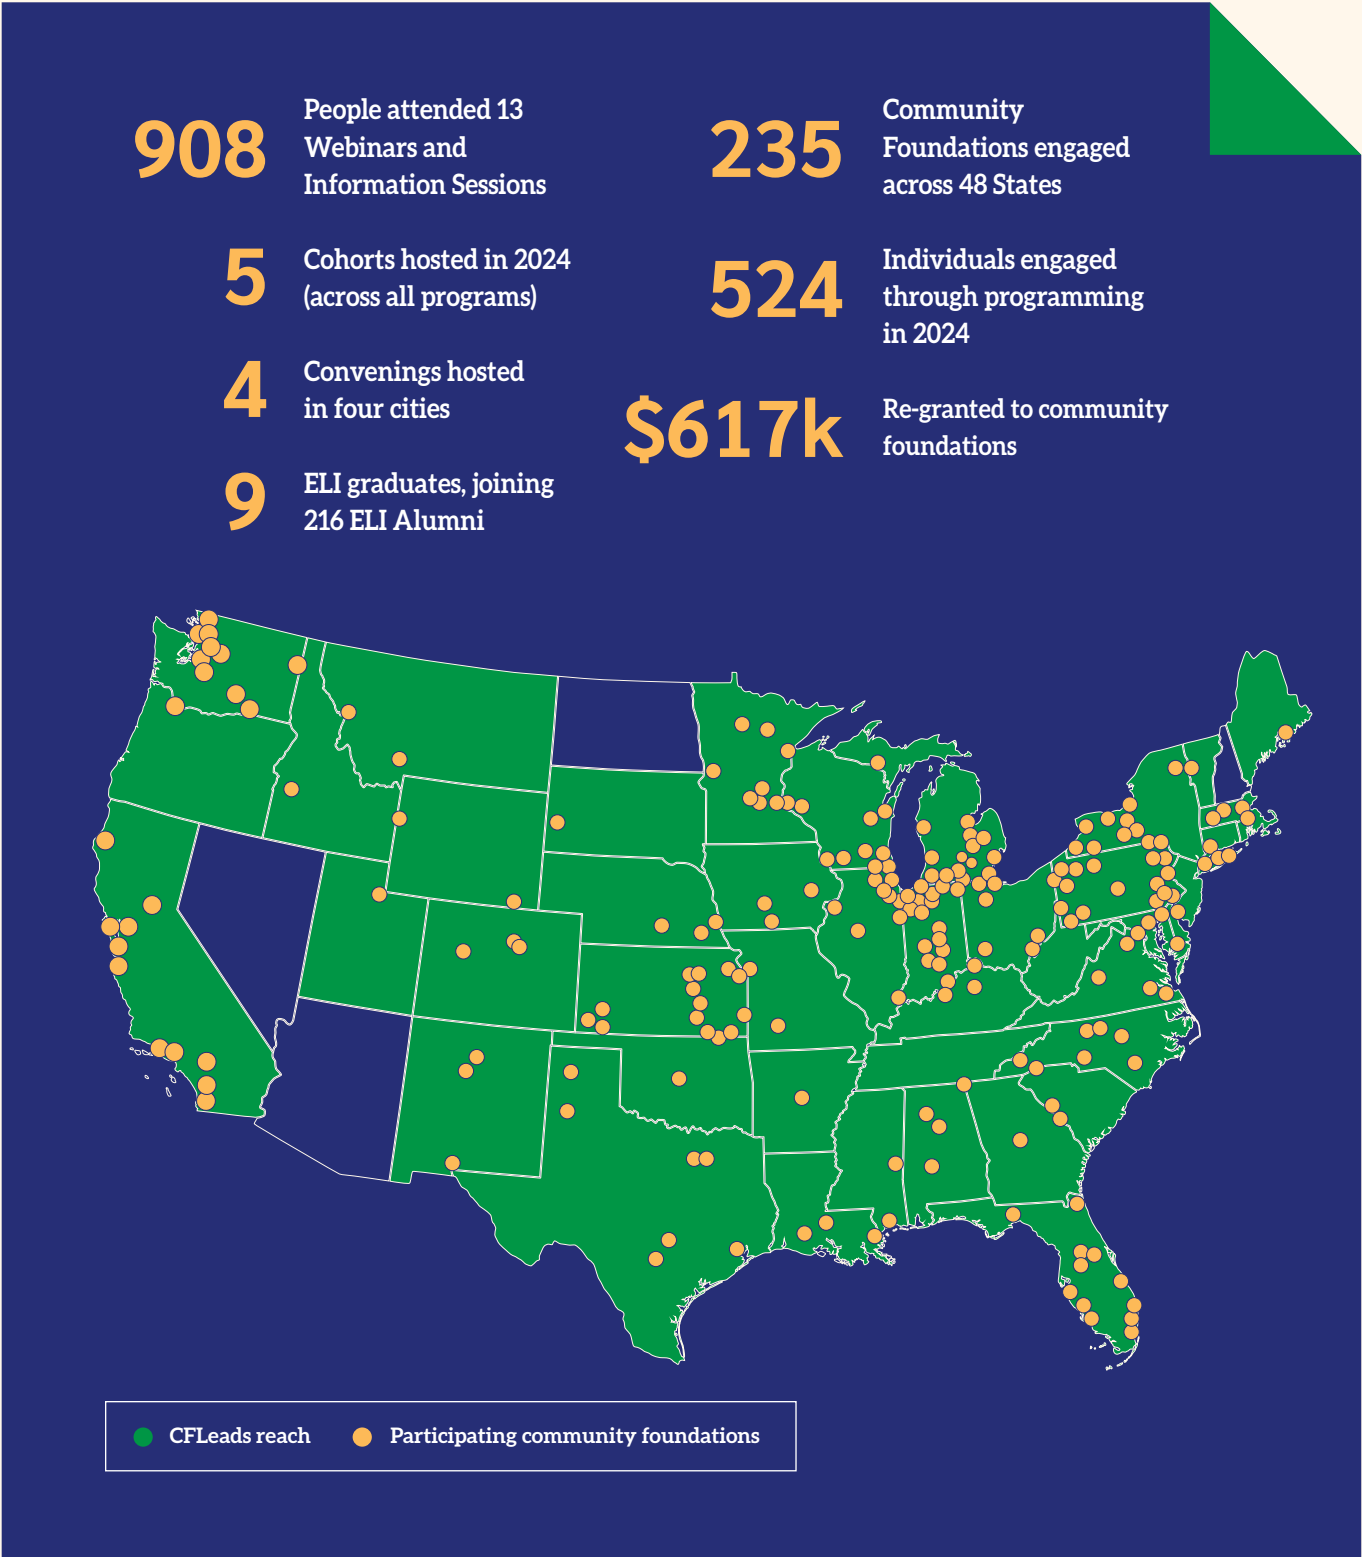 908
People attended 13
Webinars and
Information Sessions
5
Cohorts hosted in 2024
(across all programs)
4
Convenings hosted
in four cities
9
ELI graduates, joining
216 ELI Alumni
235
Community
Foundations engaged
across 48 States
524
Individuals engaged
through programming
in 2024
$617k
Re-granted to community
foundations
CFLeads reach
Participating community foundations